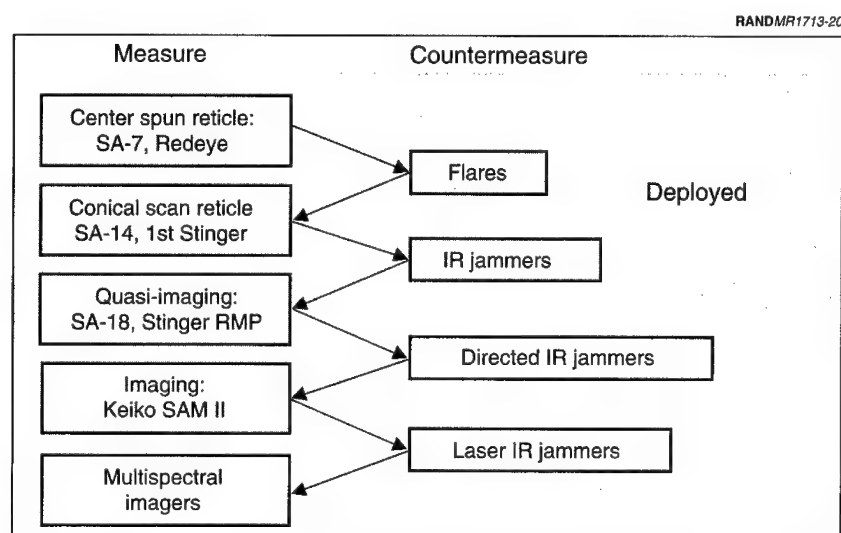 RANDMR1713-20
Measure
Countermeasure
Center spun reticle:
SA-7, Redeye
Flares
Deployed
Conical scan reticle
SA-14, 1st Stinger
IR jammers
Quasi-imaging:
SA-18, Stinger RMP
Directed IR jammers
Imaging:
Keiko SAM II
Laser IR jammers
Multispectral
imagers